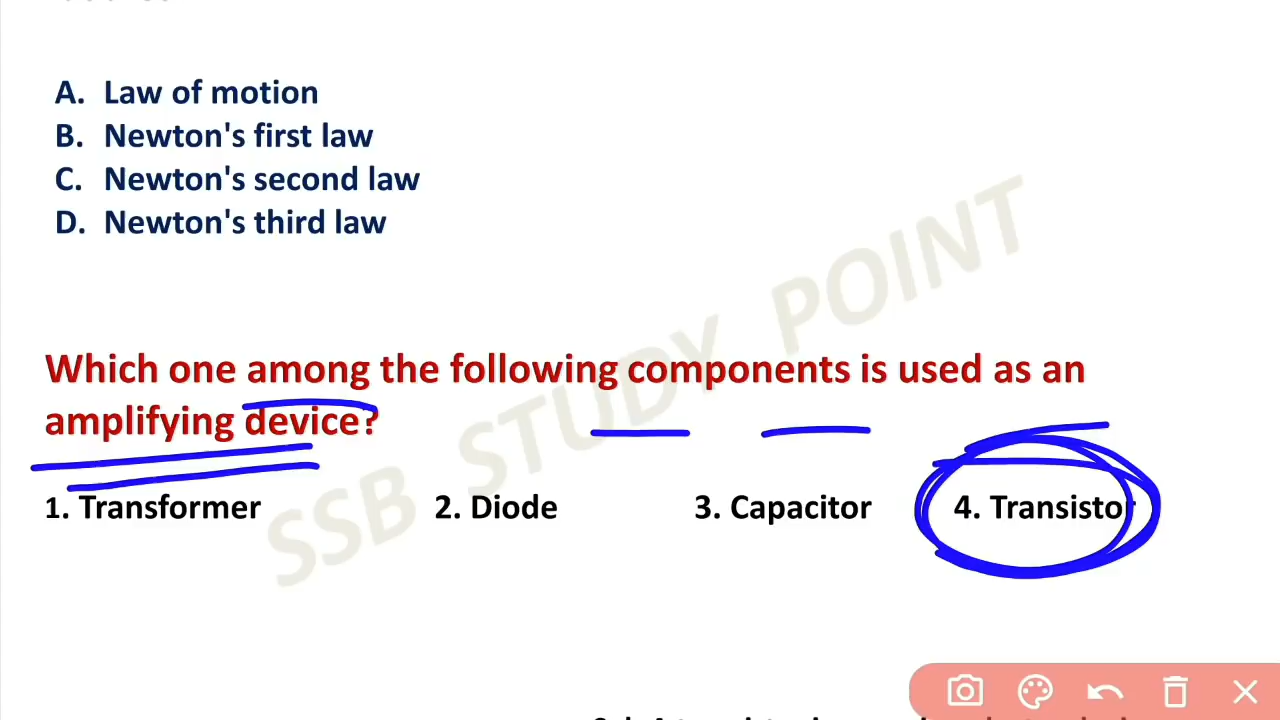 A. Law of motion
B. Newton's first law
C. Newton's second law
D. Newton's third law
SSB STUDY POINT
Which one among the following components is used as an
amplifying device?
1. Transformer 2. Diode 3. Capacitor 4. Transistor